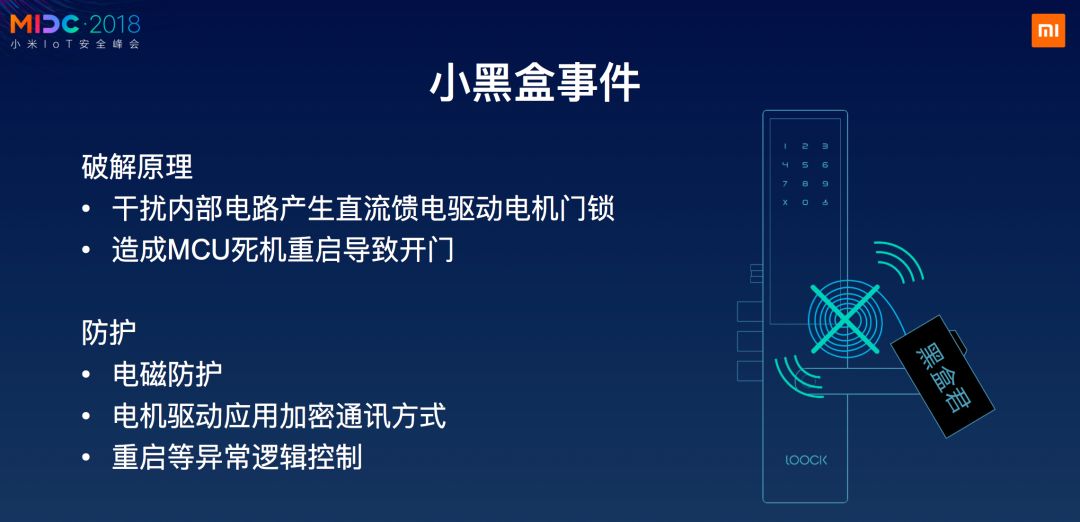 MIDC·2018
小米IoT安全峰会
小黑盒事件
破解原理
• 干扰内部电路产生直流馈电驱动电机门锁
• 造成MCU死机重启导致开门
防护
• 电磁防护
• 电机驱动应用加密通讯方式
• 重启等异常逻辑控制
1 2 3
4 5 6
7 8 9
X 0
黑盒君
LOOCK